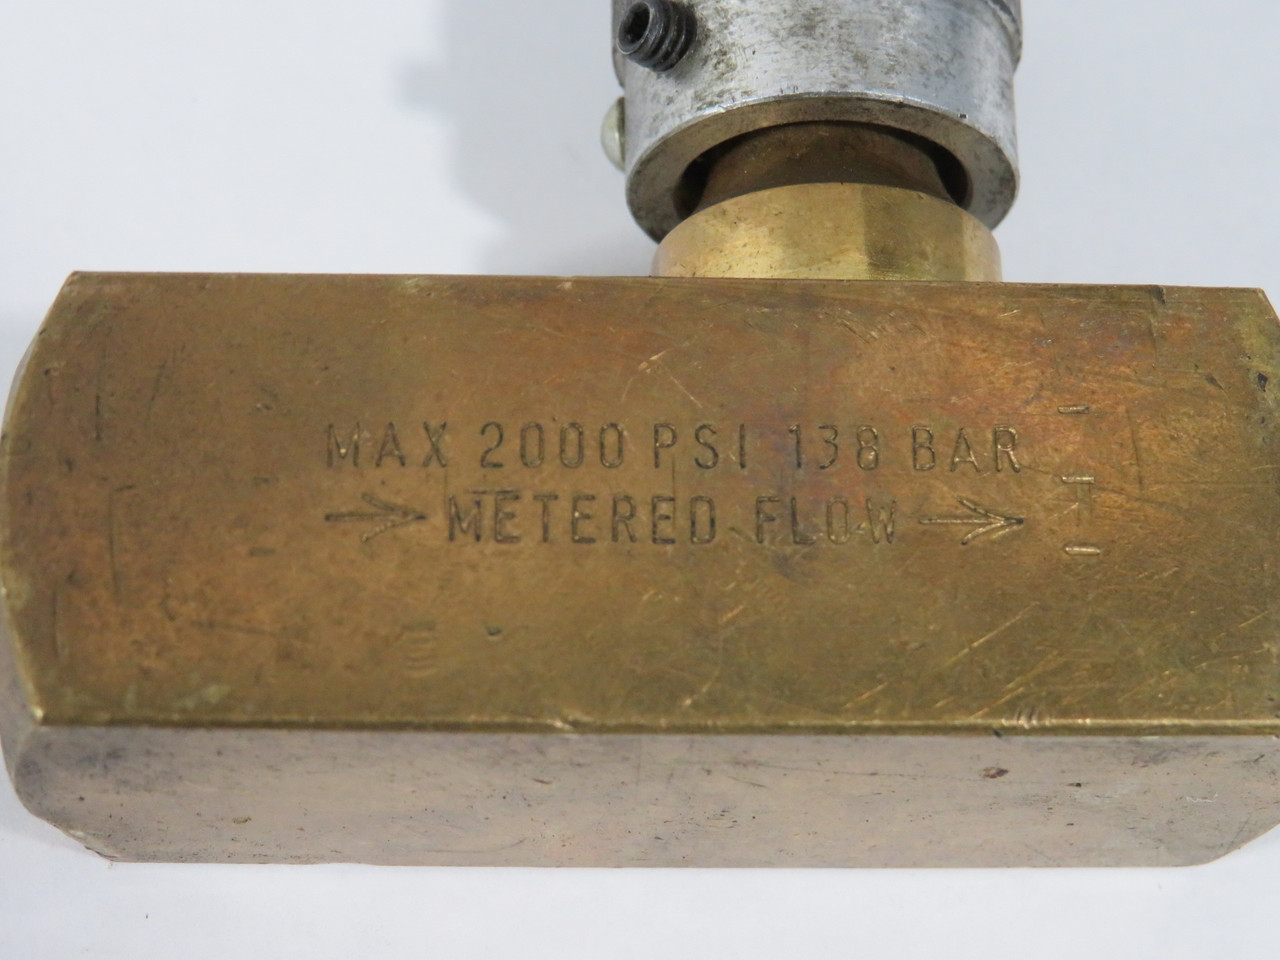 MAX 2000 PSI 138 BAR
→ METERED FLOW →